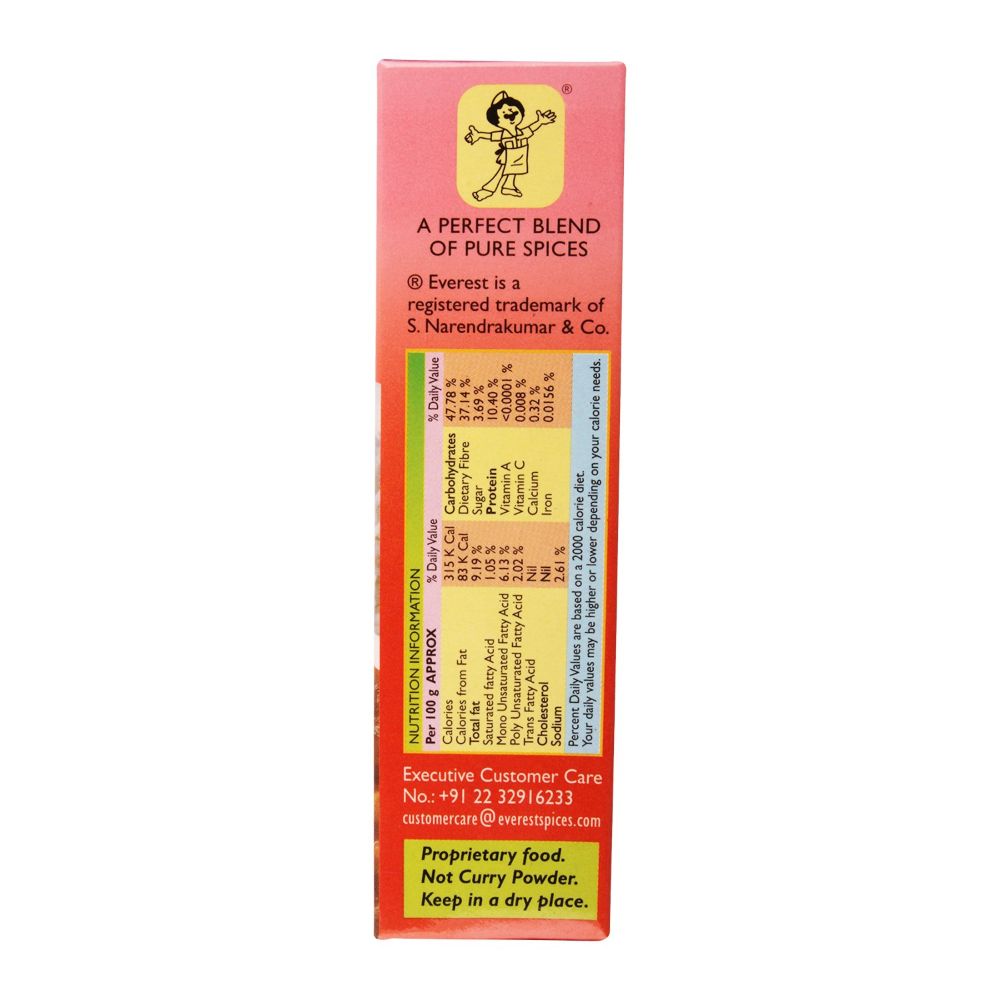 ®
A PERFECT BLEND
OF PURE SPICES
® Everest is a
registered trademark of
S. Narendrakumar & Co.
NUTRITION INFORMATION
Per 100 g APPROX % Daily Value % Daily Value
Calories 315 K Cal Carbohydrates 47.78 %
Calories from Fat 83 K Cal Dietary Fibre 37.14 %
Total fat 9.19 % Sugar 3.69 %
Saturated fatty Acid 1.05 % Protein 10.40 %
Mono Unsaturated Fatty Acid 6.13 % Vitamin A <0.0001 %
Poly Unsaturated Fatty Acid 2.02 % Vitamin C 0.008 %
Trans Fatty Acid Nil Calcium 0.32 %
Cholesterol Nil Iron 0.0156 %
Sodium 2.61 %
Percent Daily Values are based on a 2000 calorie diet.
Your daily values may be higher or lower depending on your calorie needs.
Executive Customer Care
No.: +91 22 32916233
customercare@everestspices.com
Proprietary food.
Not Curry Powder.
Keep in a dry place.